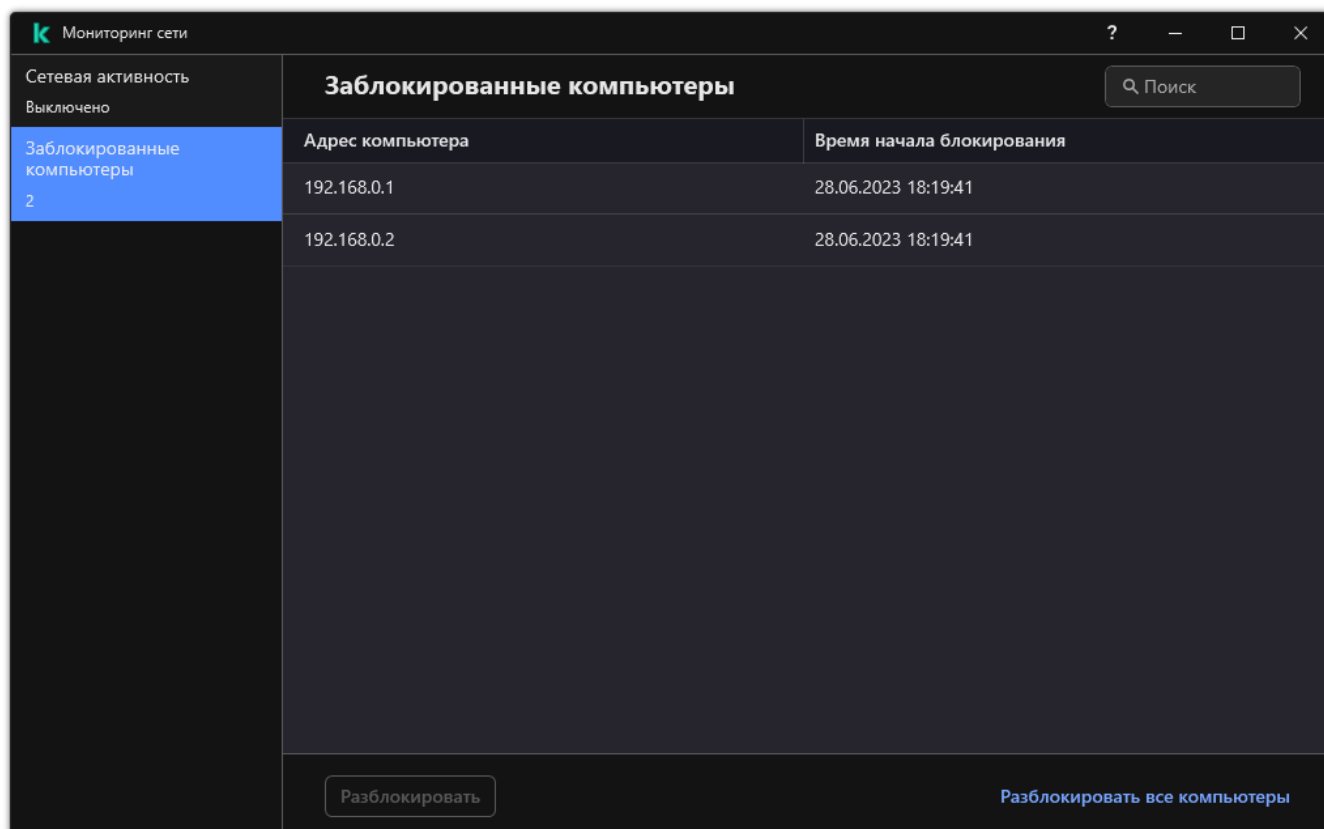 Мониторинг сети
?
Сетевая активность
Выключено
Заблокированные
компьютеры
2
Заблокированные компьютеры
Поиск
Адрес компьютера Время начала блокирования
192.168.0.1 28.06.2023 18:19:41
192.168.0.2 28.06.2023 18:19:41
Разблокировать
Разблокировать все компьютеры